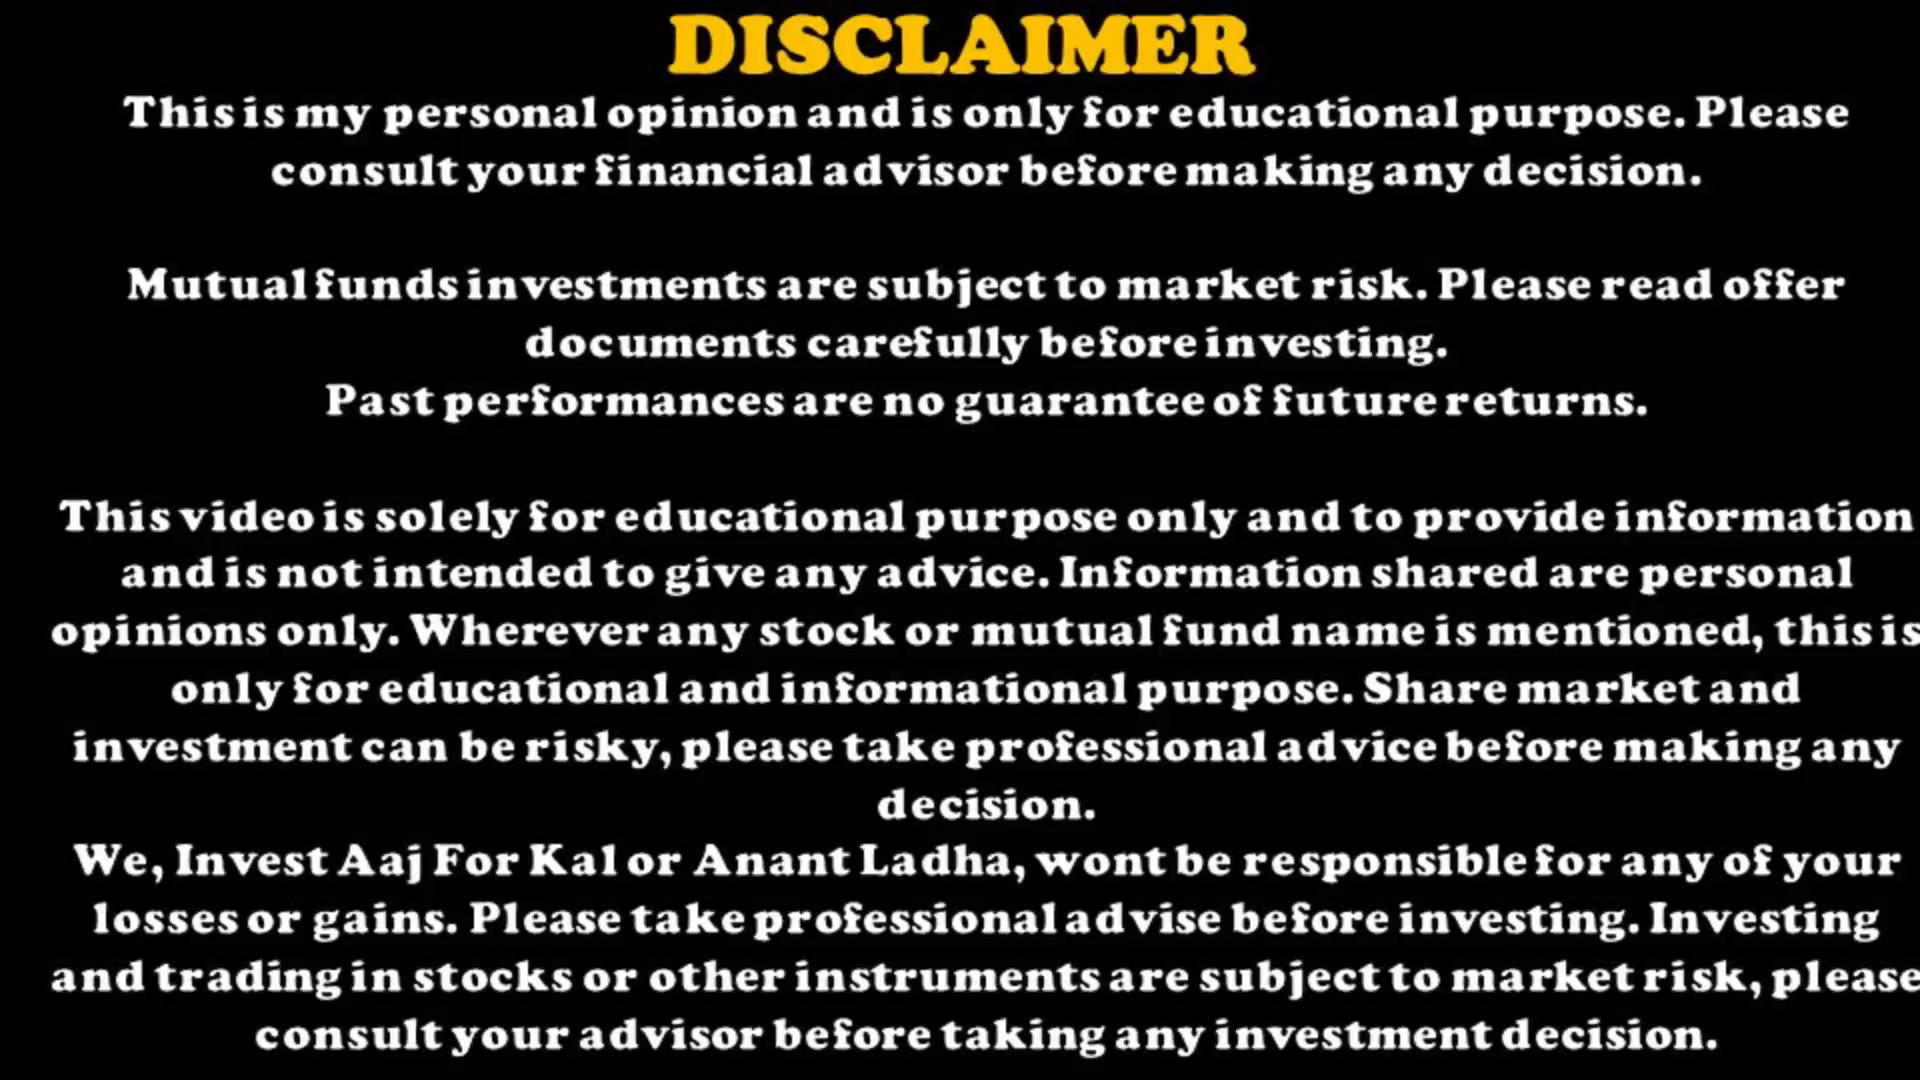 DISCLAIMER
This is my personal opinion and is only for educational purpose. Please
consult your financial advisor before making any decision.
Mutual funds investments are subject to market risk. Please read offer
documents carefully before investing.
Past performances are no guarantee of future returns.
This video is solely for educational purpose only and to provide information
and is not intended to give any advice. Information shared are personal
opinions only. Wherever any stock or mutual fund name is mentioned, this is
only for educational and informational purpose. Share market and
investment can be risky, please take professional advice before making any
decision.
We, Invest Aaj For Kal or Anant Ladha, wont be responsible for any of your
losses or gains. Please take professional advise before investing. Investing
and trading in stocks or other instruments are subject to market risk, please
consult your advisor before taking any investment decision.